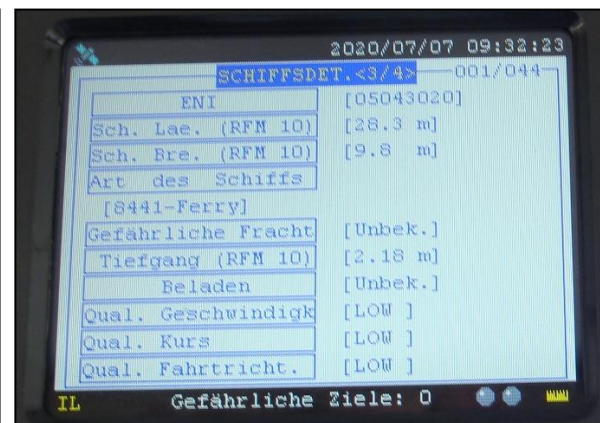 2020/07/07 09:32:23
SCHIFFSDET.<3/4> 001/044
ENI [05043020]
Sch. Lae. (RFM 10) [28.3 m]
Sch. Bre. (RFM 10) [9.8 m]
Art des Schiffs
[8441-Ferry]
Gefährliche Fracht [Unbek.]
Tiefgang (RFM 10) [2.18 m]
Beladen [Unbek.]
Qual. Geschwindigk [LOW ]
Qual. Kurs [LOW ]
Qual. Fahrtricht. [LOW ]
IL Gefährliche Ziele: 0